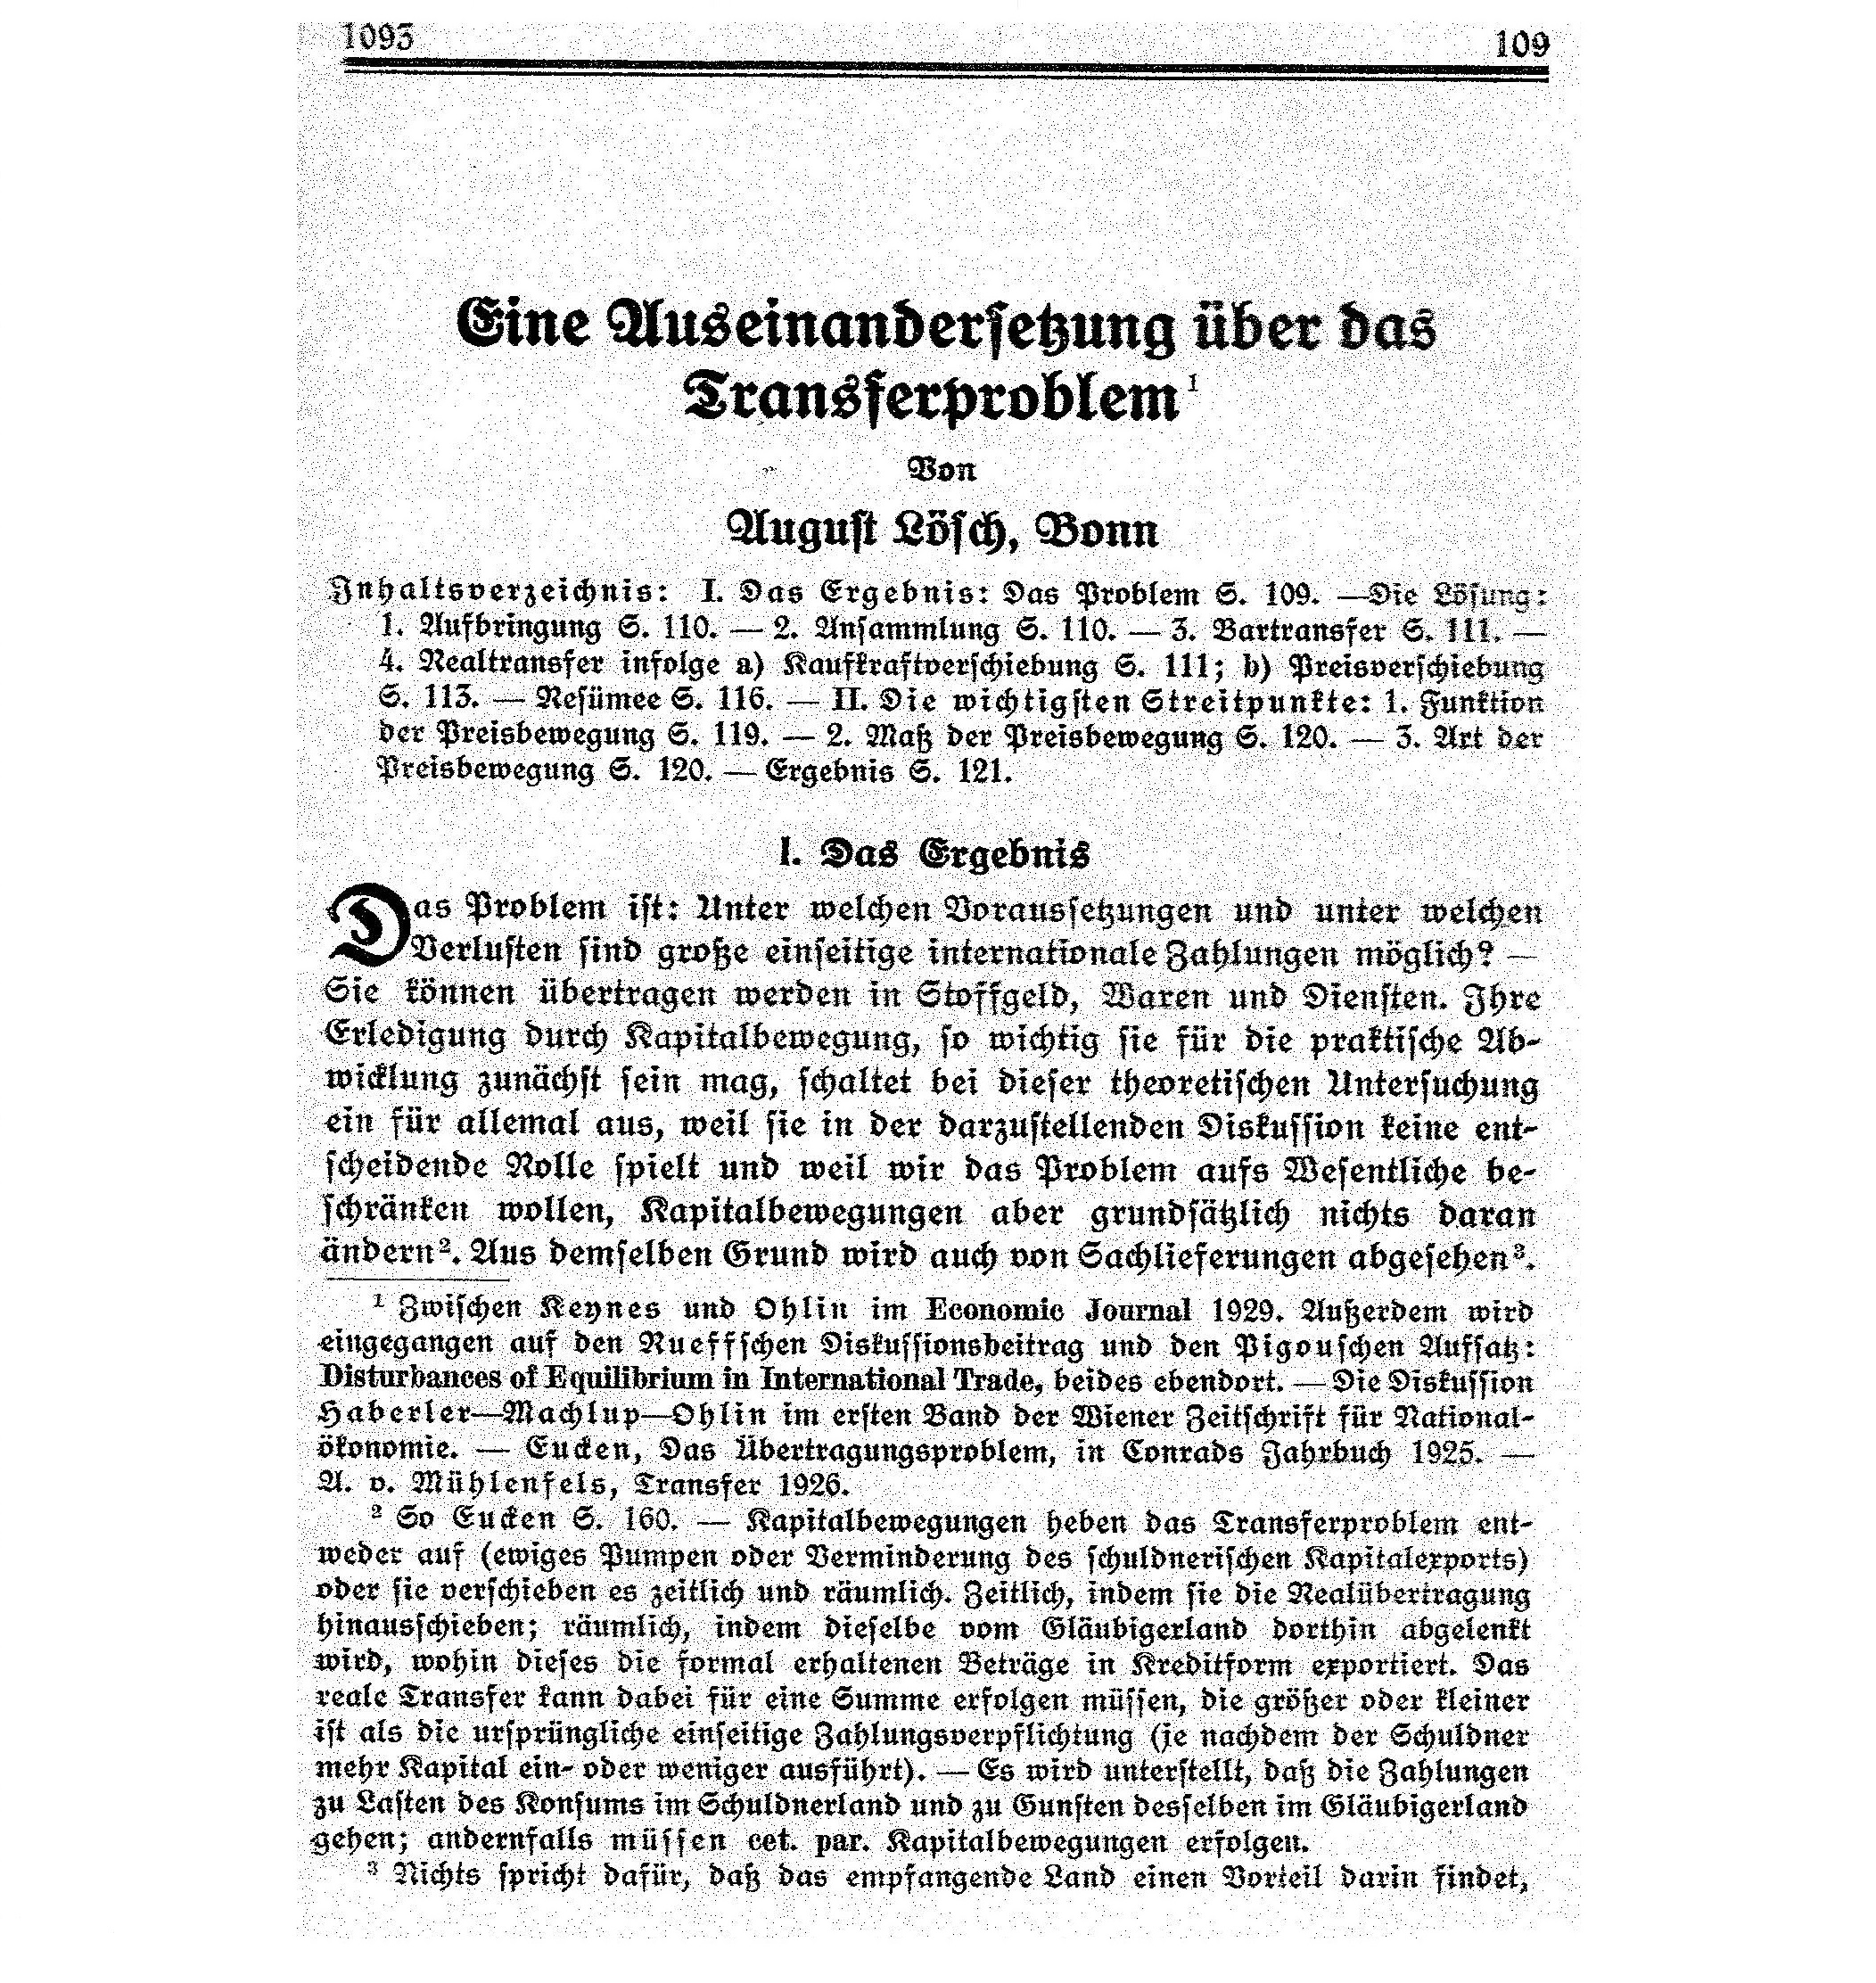 1093 109
Eine Auseinandersetzung über das
Transferproblem¹
Von
August Lösch, Bonn
Inhaltsverzeichnis: I. Das Ergebnis: Das Problem S. 109. —Die Lösung:
1. Aufbringung S. 110. — 2. Ansammlung S. 110. — 3. Bartransfer S. 111. —
4. Realtransfer infolge a) Kaufkraftverschiebung S. 111; b) Preisverschiebung
S. 113. — Resümee S. 116. — II. Die wichtigsten Streitpunkte: 1. Funktion
der Preisbewegung S. 119. — 2. Maß der Preisbewegung S. 120. — 3. Art der
Preisbewegung S. 120. — Ergebnis S. 121.
I. Das Ergebnis
Das Problem ist: Unter welchen Voraussetzungen und unter welchen
Verlusten sind große einseitige internationale Zahlungen möglich? —
Sie können übertragen werden in Stoffgeld, Waren und Diensten. Ihre
Erledigung durch Kapitalbewegung, so wichtig sie für die praktische Ab-
wicklung zunächst sein mag, schaltet bei dieser theoretischen Untersuchung
ein für allemal aus, weil sie in der darzustellenden Diskussion keine ent-
scheidende Rolle spielt und weil wir das Problem aufs Wesentliche be-
schränken wollen, Kapitalbewegungen aber grundsätzlich nichts daran
ändern². Aus demselben Grund wird auch von Sachlieferungen abgesehen³.
¹ Zwischen Keynes und Ohlin im Economic Journal 1929. Außerdem wird
eingegangen auf den Rueffschen Diskussionsbeitrag und den Pigouschen Aufsatz:
Disturbances of Equilibrium in International Trade, beides ebendort. — Die Diskussion
Haberler—Machlup—Ohlin im ersten Band der Wiener Zeitschrift für National-
ökonomie. — Eucken, Das Übertragungsproblem, in Conrads Jahrbuch 1925. —
A. v. Mühlenfels, Transfer 1926.
² So Eucken S. 160. — Kapitalbewegungen heben das Transferproblem ent-
weder auf (ewiges Pumpen oder Verminderung des schuldnerischen Kapitalexports)
oder sie verschieben es zeitlich und räumlich. Zeitlich, indem sie die Realübertragung
hinausschieben; räumlich, indem dieselbe vom Gläubigerland dorthin abgelenkt
wird, wohin dieses die formal erhaltenen Beträge in Kreditform exportiert. Das
reale Transfer kann dabei für eine Summe erfolgen müssen, die größer oder kleiner
ist als die ursprüngliche einseitige Zahlungsverpflichtung (je nachdem der Schuldner
mehr Kapital ein- oder weniger ausführt). — Es wird unterstellt, daß die Zahlungen
zu Lasten des Konsums im Schuldnerland und zu Gunsten desselben im Gläubigerland
gehen; andernfalls müssen cet. par. Kapitalbewegungen erfolgen.
³ Nichts spricht dafür, daß das empfangende Land einen Vorteil darin findet,